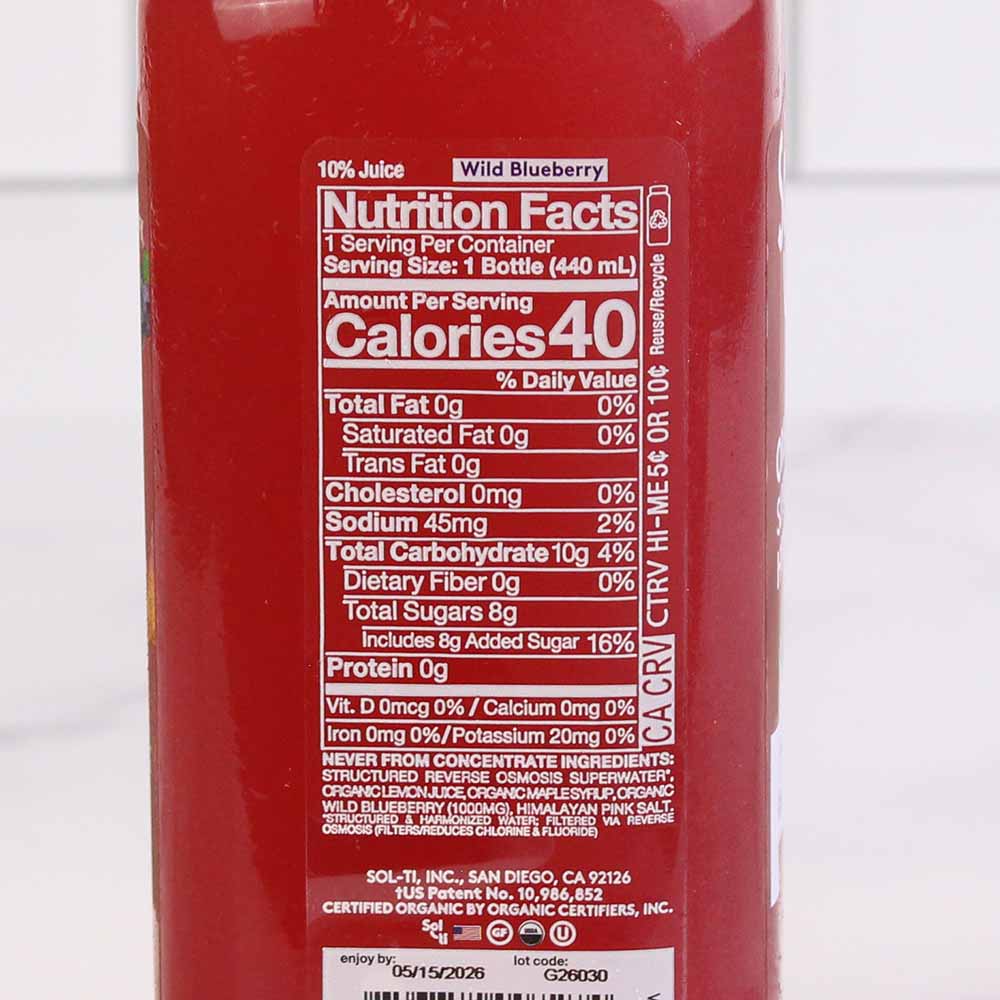 10% Juice Wild Blueberry
Nutrition Facts
1 Serving Per Container
Serving Size: 1 Bottle (440 mL)
Amount Per Serving
Calories 40
% Daily Value
Total Fat 0g 0%
Saturated Fat 0g 0%
Trans Fat 0g
Cholesterol 0mg 0%
Sodium 45mg 2%
Total Carbohydrate 10g 4%
Dietary Fiber 0g 0%
Total Sugars 8g
Includes 8g Added Sugar 16%
Protein 0g
Vit. D 0mcg 0% / Calcium 0mg 0%
Iron 0mg 0%/Potassium 20mg 0%
CA CRV CTRV HI-ME 5¢ OR 10¢ Reuse/Recycle
NEVER FROM CONCENTRATE INGREDIENTS:
STRUCTURED REVERSE OSMOSIS SUPERWATER*,
ORGANIC LEMON JUICE, ORGANIC MAPLE SYRUP, ORGANIC
WILD BLUEBERRY (1000MG), HIMALAYAN PINK SALT.
*STRUCTURED & HARMONIZED WATER; FILTERED VIA REVERSE
OSMOSIS (FILTERS/REDUCES CHLORINE & FLUORIDE)
SOL-TI, INC., SAN DIEGO, CA 92126
†US Patent No. 10,986,852
CERTIFIED ORGANIC BY ORGANIC CERTIFIERS, INC.
GF USDA U
enjoy by: lot code:
05/15/2026 G26030